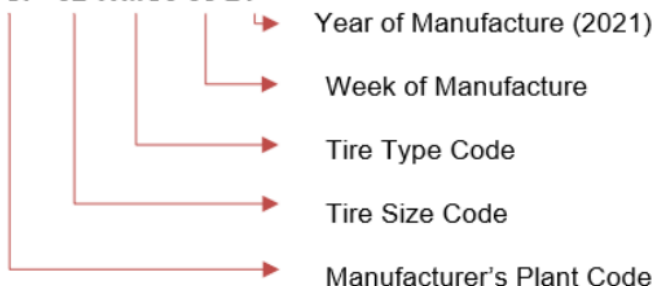 Year of Manufacture (2021)
Week of Manufacture
Tire Type Code
Tire Size Code
Manufacturer's Plant Code